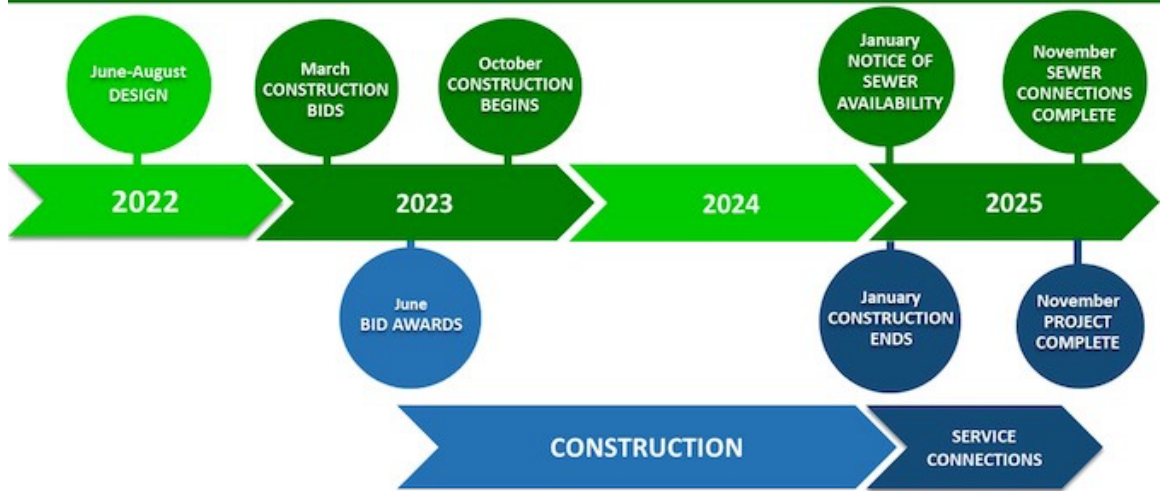 June-August
DESIGN
March
CONSTRUCTION
BIDS
October
CONSTRUCTION
BEGINS
January
NOTICE OF
SEWER
AVAILABILITY
November
SEWER
CONNECTIONS
COMPLETE
2022
2023
2024
2025
June
BID AWARDS
January
CONSTRUCTION
ENDS
November
PROJECT
COMPLETE
CONSTRUCTION
SERVICE
CONNECTIONS